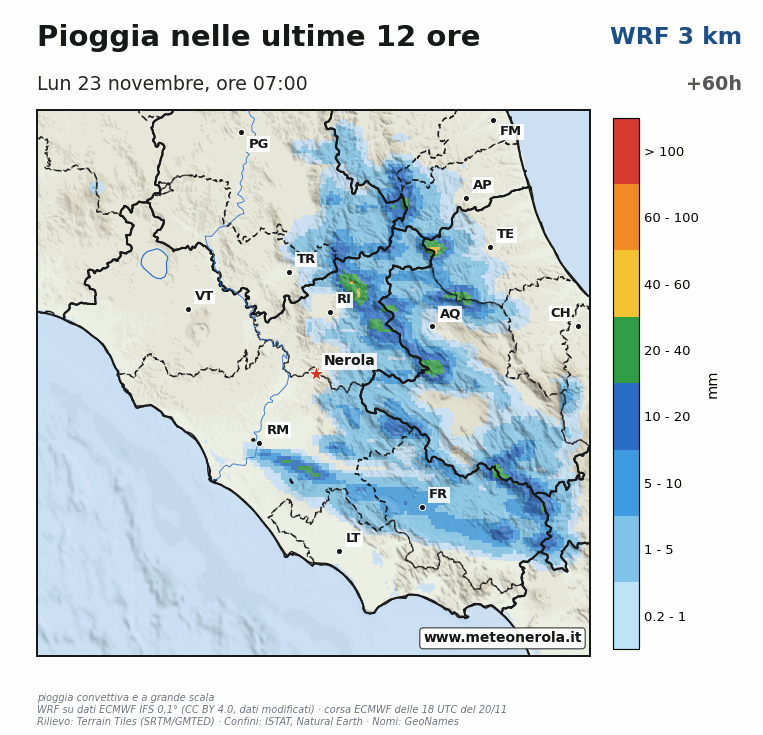 Pioggia nelle ultime 12 ore
WRF 3 km
Lun 23 novembre, ore 07:00
+60h
FM
PG
AP
TE
TR
VT
RI
AQ
CH
Nerola
RM
FR
LT
www.meteonerola.it
> 100
60 - 100
40 - 60
20 - 40
10 - 20
5 - 10
1 - 5
0.2 - 1
mm
pioggia convettiva e a grande scala
WRF su dati ECMWF IFS 0,1° (CC BY 4.0, dati modificati) · corsa ECMWF delle 18 UTC del 20/11
Rilievo: Terrain Tiles (SRTM/GMTED) · Confini: ISTAT, Natural Earth · Nomi: GeoNames